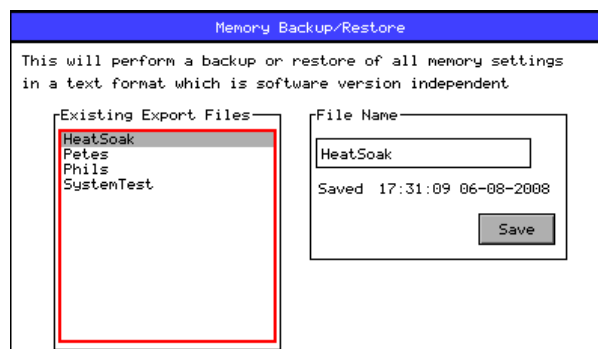 Memory Backup/Restore
This will perform a backup or restore of all memory settings
in a text format which is software version independent
Existing Export Files
HeatSoak
Petes
Phils
SystemTest
File Name
HeatSoak
Saved 17:31:09 06-08-2008
Save